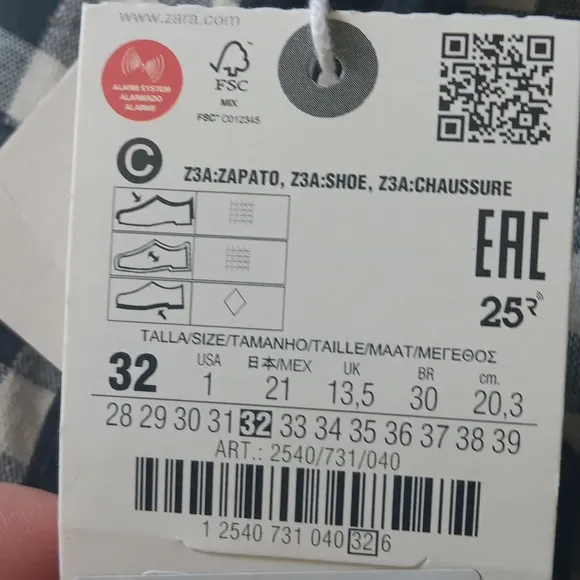 www.zara.com
ALARM SYSTEM
ALARMADO
ALARME
FSC
MIX
FSC® C012345
C
Z3A:ZAPATO, Z3A:SHOE, Z3A:CHAUSSURE
EAC
25
TALLA/SIZE/TAMANHO/TAILLE/MAAT/ΜΕΓΕΘΟΣ
32 USA 1 日本/MEX 21 UK 13,5 BR 30 cm. 20,3
28 29 30 31 32 33 34 35 36 37 38 39
ART.: 2540/731/040
1 2540 731 040 32 6